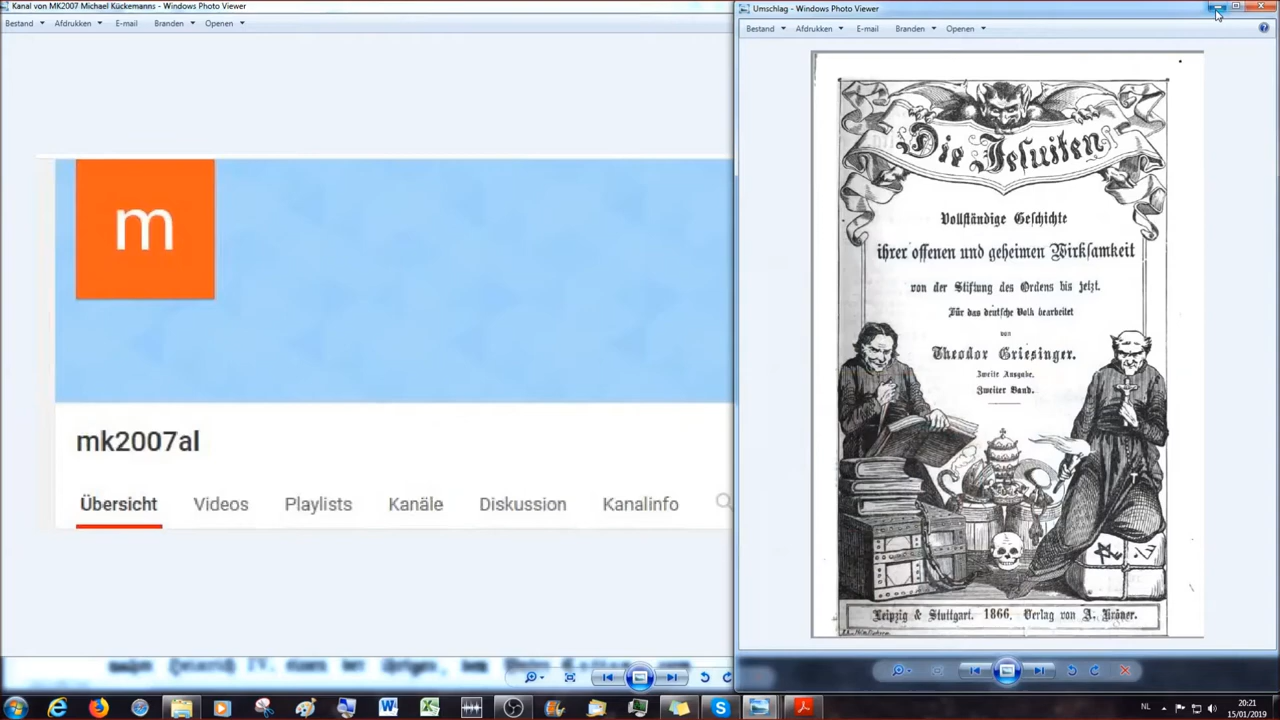 Kanal von MK2007 Michael Kückemanns - Windows Photo Viewer
Bestand Afdrukken E-mail Branden Openen
m
mk2007al
Übersicht Videos Playlists Kanäle Diskussion Kanalinfo
Umschlag - Windows Photo Viewer
Bestand Afdrukken E-mail Branden Openen
Die Jesuiten
Vollständige Geschichte
ihrer offenen und geheimen Wirksamkeit
von der Stiftung des Ordens bis jetzt.
Für das deutsche Volk bearbeitet
von
Theodor Griesinger.
Zweite Ausgabe.
Zweiter Band.
Leipzig & Stuttgart. 1866. Verlag von A. Kröner.
NL
20:21
15/01/2019